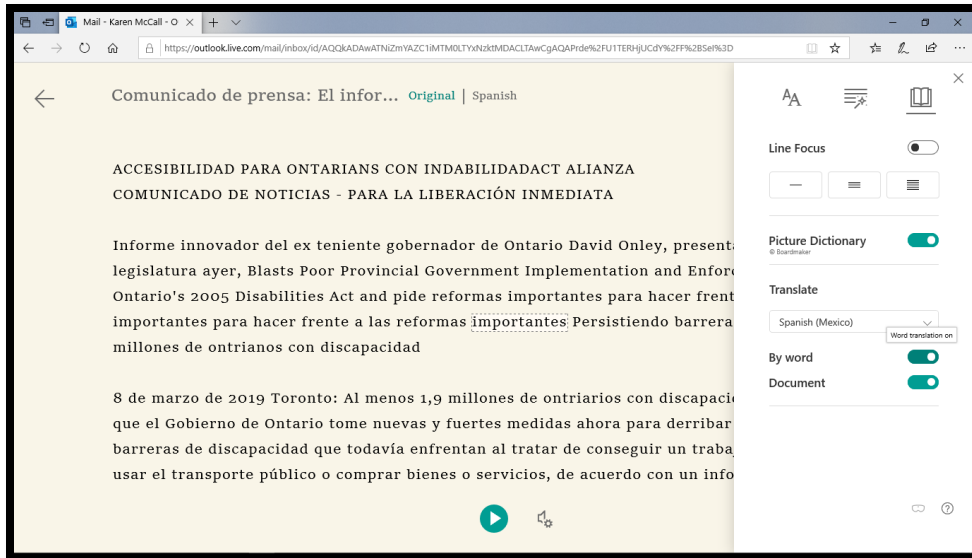 Mail - Karen McCall - O
https://outlook.live.com/mail/inbox/id/AQQkADAwATNiZmYAZC1iMTM0LTYxNzktMDACLTAwCgAQAPrde%2FU1TERHjUCdY%2FF%2BSeI%3D
Comunicado de prensa: El infor... Original | Spanish
ACCESIBILIDAD PARA ONTARIANS CON INDABILIDADACT ALIANZA
COMUNICADO DE NOTICIAS - PARA LA LIBERACIÓN INMEDIATA
Informe innovador del ex teniente gobernador de Ontario David Onley, present
legislatura ayer, Blasts Poor Provincial Government Implementation and Enforc
Ontario's 2005 Disabilities Act and pide reformas importantes para hacer frent
importantes para hacer frente a las reformas importantes Persistiendo barrera
millones de ontrianos con discapacidad
8 de marzo de 2019 Toronto: Al menos 1,9 millones de ontriarios con discapaci
que el Gobierno de Ontario tome nuevas y fuertes medidas ahora para derribar
barreras de discapacidad que todavía enfrentan al tratar de conseguir un traba
usar el transporte público o comprar bienes o servicios, de acuerdo con un info
AA
Line Focus
Picture Dictionary
© Boardmaker
Translate
Spanish (Mexico)
Word translation on
By word
Document